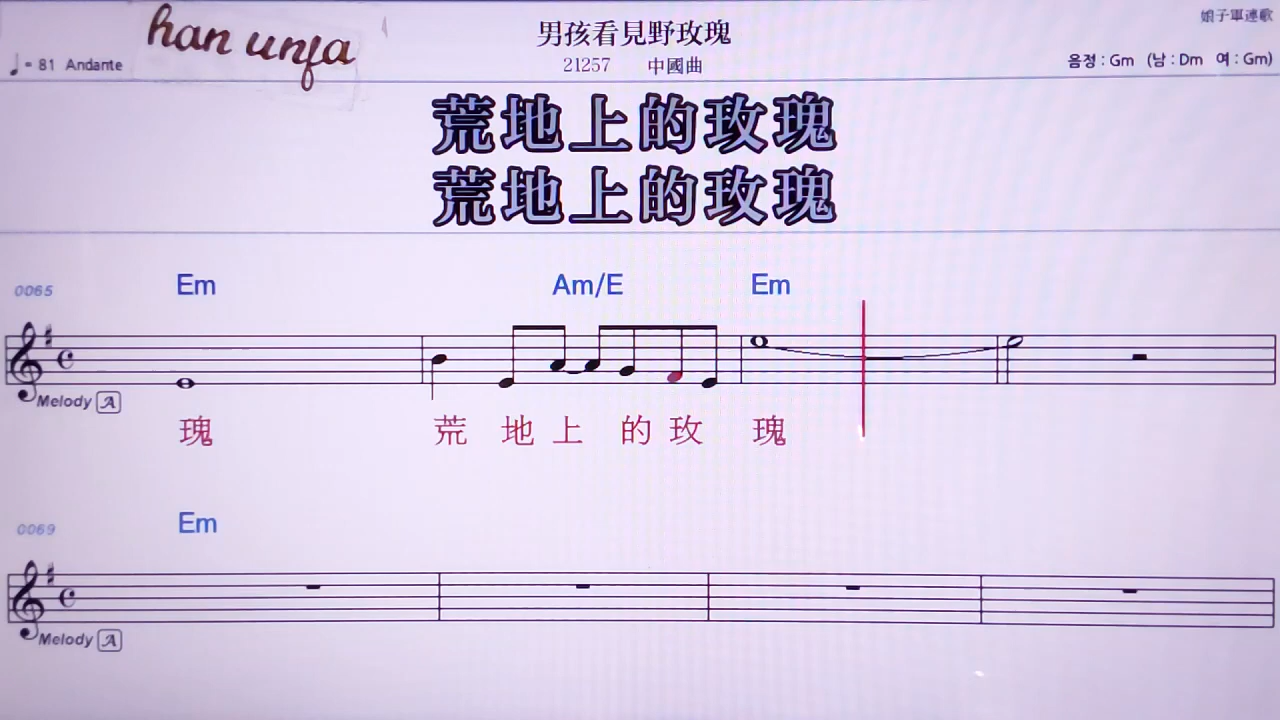 han unfa
男孩看見野玫瑰
娘子軍連歌
♩= 81 Andante
21257 中國曲
음정 : Gm (남 : Dm 여 : Gm)
荒地上的玫瑰
荒地上的玫瑰
0065 Em Am/E Em
Melody A
瑰 荒 地 上 的 玫 瑰
0069 Em
Melody A